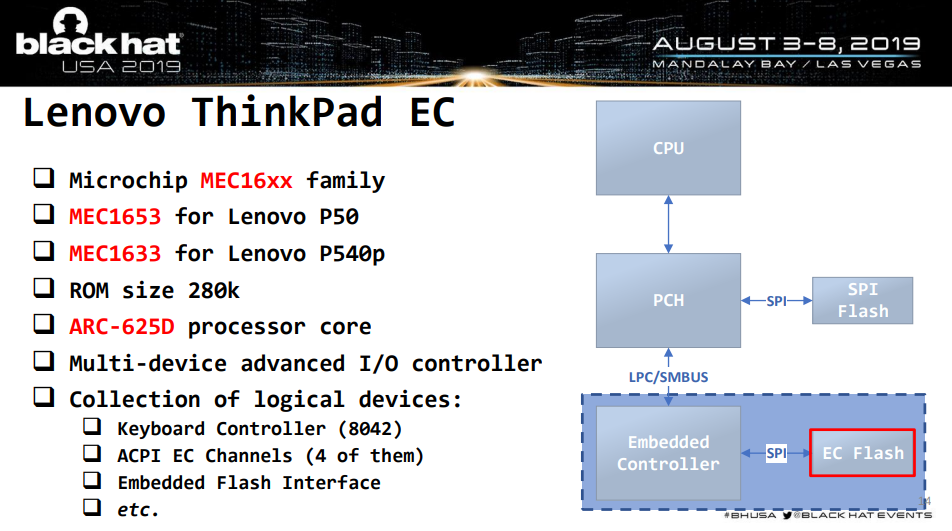 black hat
USA 2019
AUGUST 3-8, 2019
MANDALAY BAY / LAS VEGAS
Lenovo ThinkPad EC
Microchip MEC16xx family
MEC1653 for Lenovo P50
MEC1633 for Lenovo P540p
ROM size 280k
ARC-625D processor core
Multi-device advanced I/O controller
Collection of logical devices:
Keyboard Controller (8042)
ACPI EC Channels (4 of them)
Embedded Flash Interface
etc.
CPU
PCH
SPI
SPI
Flash
LPC/SMBUS
Embedded
Controller
SPI
EC Flash
14
#BHUSA @BLACK HAT EVENTS